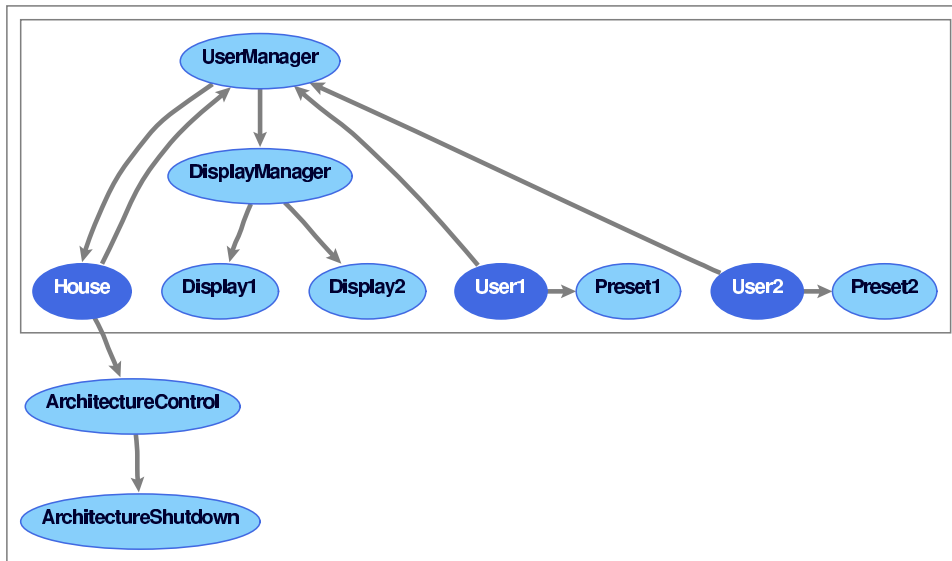 UserManager
DisplayManager
House
Display1
Display2
User1
Preset1
User2
Preset2
ArchitectureControl
ArchitectureShutdown